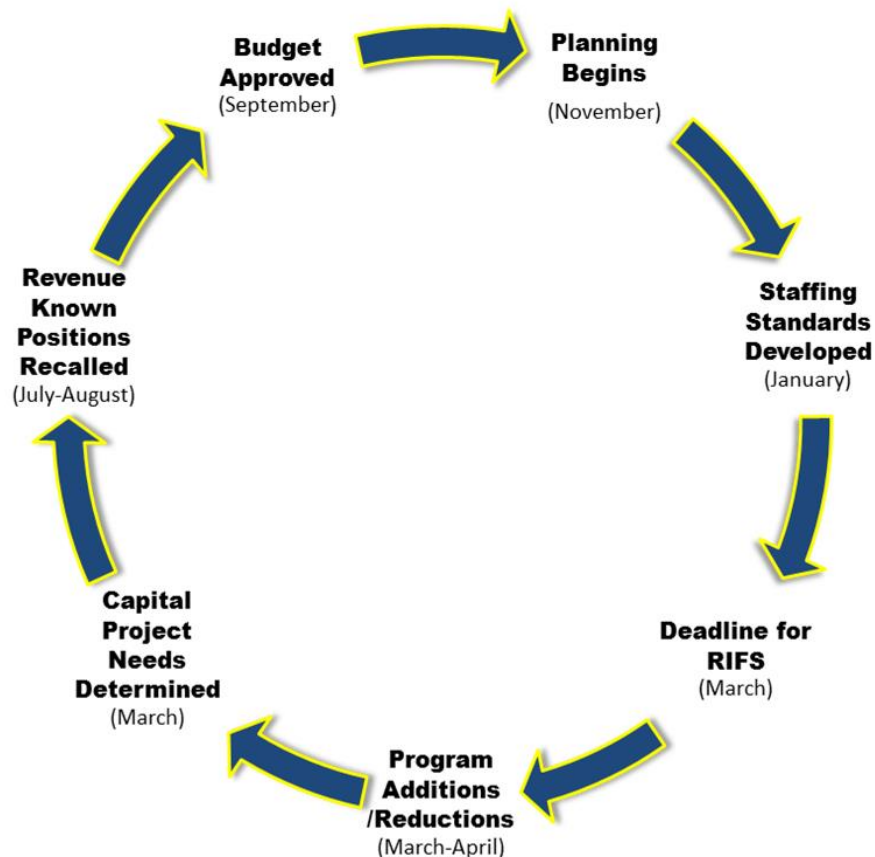 Budget
Approved
(September)
Planning
Begins
(November)
Staffing
Standards
Developed
(January)
Deadline for
RIFS
(March)
Program
Additions
/Reductions
(March-April)
Capital
Project
Needs
Determined
(March)
Revenue
Known
Positions
Recalled
(July-August)